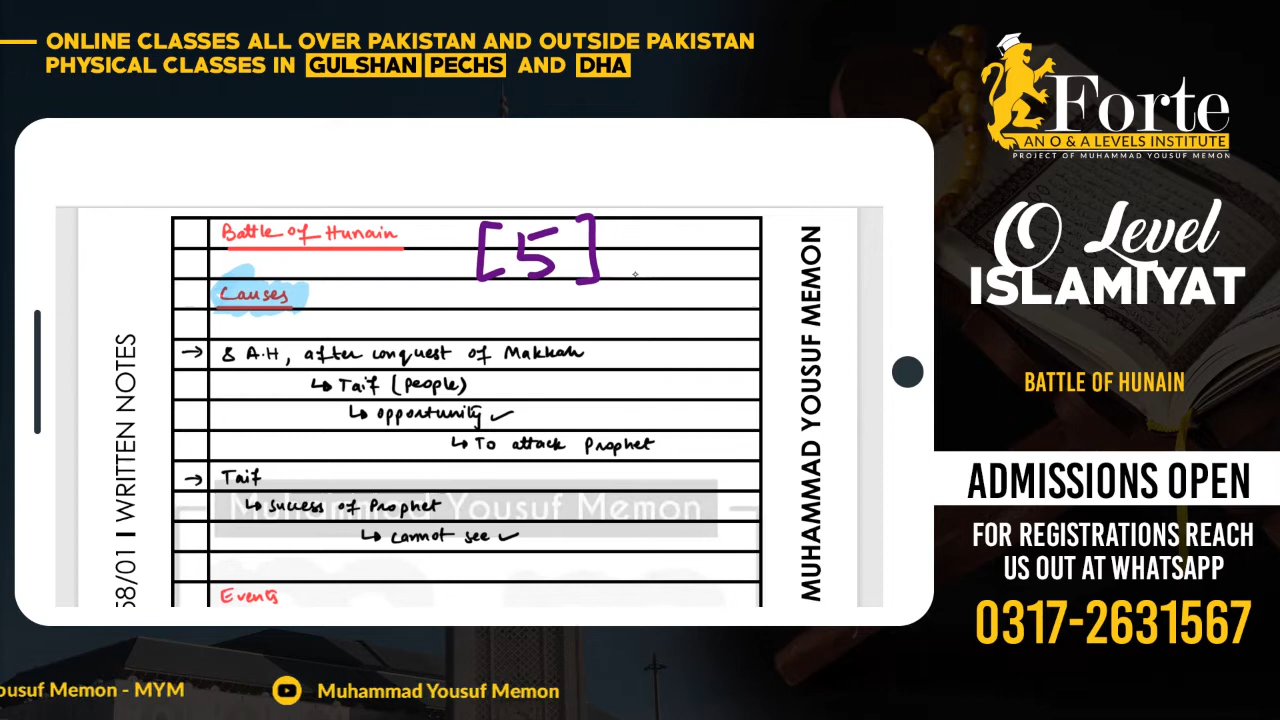 ONLINE CLASSES ALL OVER PAKISTAN AND OUTSIDE PAKISTAN
PHYSICAL CLASSES IN GULSHAN PECHS AND DHA
Forte
AN O & A LEVELS INSTITUTE
PROJECT OF MUHAMMAD YOUSUF MEMON
O Level
ISLAMIYAT
BATTLE OF HUNAIN
ADMISSIONS OPEN
FOR REGISTRATIONS REACH
US OUT AT WHATSAPP
0317-2631567
58/01 I WRITTEN NOTES
Battle of Hunain
[5]
Causes
→ 8 A.H, after conquest of Makkah
↳ Taif (people)
↳ opportunity ✓
↳ To attack Prophet
→ Taif
↳ success of Prophet
↳ cannot see ✓
Events
Muhammad Yousuf Memon
MUHAMMAD YOUSUF MEMON
ousuf Memon - MYM
Muhammad Yousuf Memon